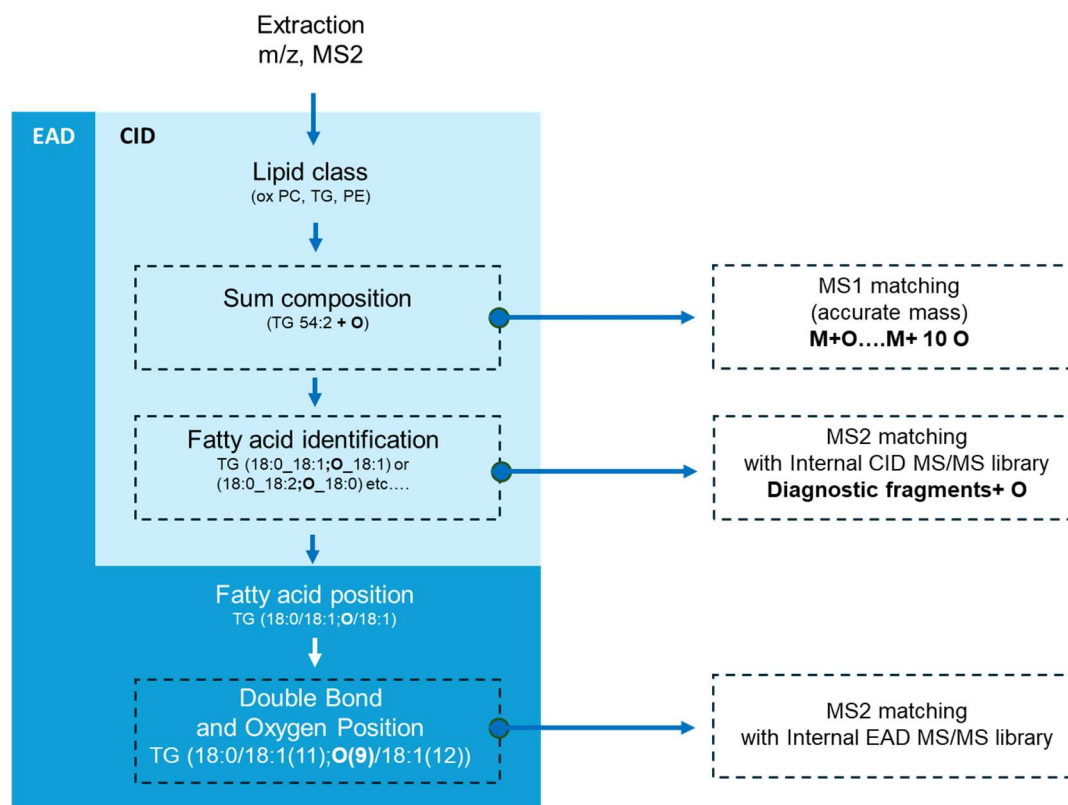 Extraction
m/z, MS2
EAD
CID
Lipid class
(ox PC, TG, PE)
Sum composition
(TG 54:2 + O)
MS1 matching
(accurate mass)
M+O....M+ 10 O
Fatty acid identification
TG (18:0_18:1;O_18:1) or
(18:0_18:2;O_18:0) etc....
MS2 matching
with Internal CID MS/MS library
Diagnostic fragments+ O
Fatty acid position
TG (18:0/18:1;O/18:1)
Double Bond
and Oxygen Position
TG (18:0/18:1(11);O(9)/18:1(12))
MS2 matching
with Internal EAD MS/MS library